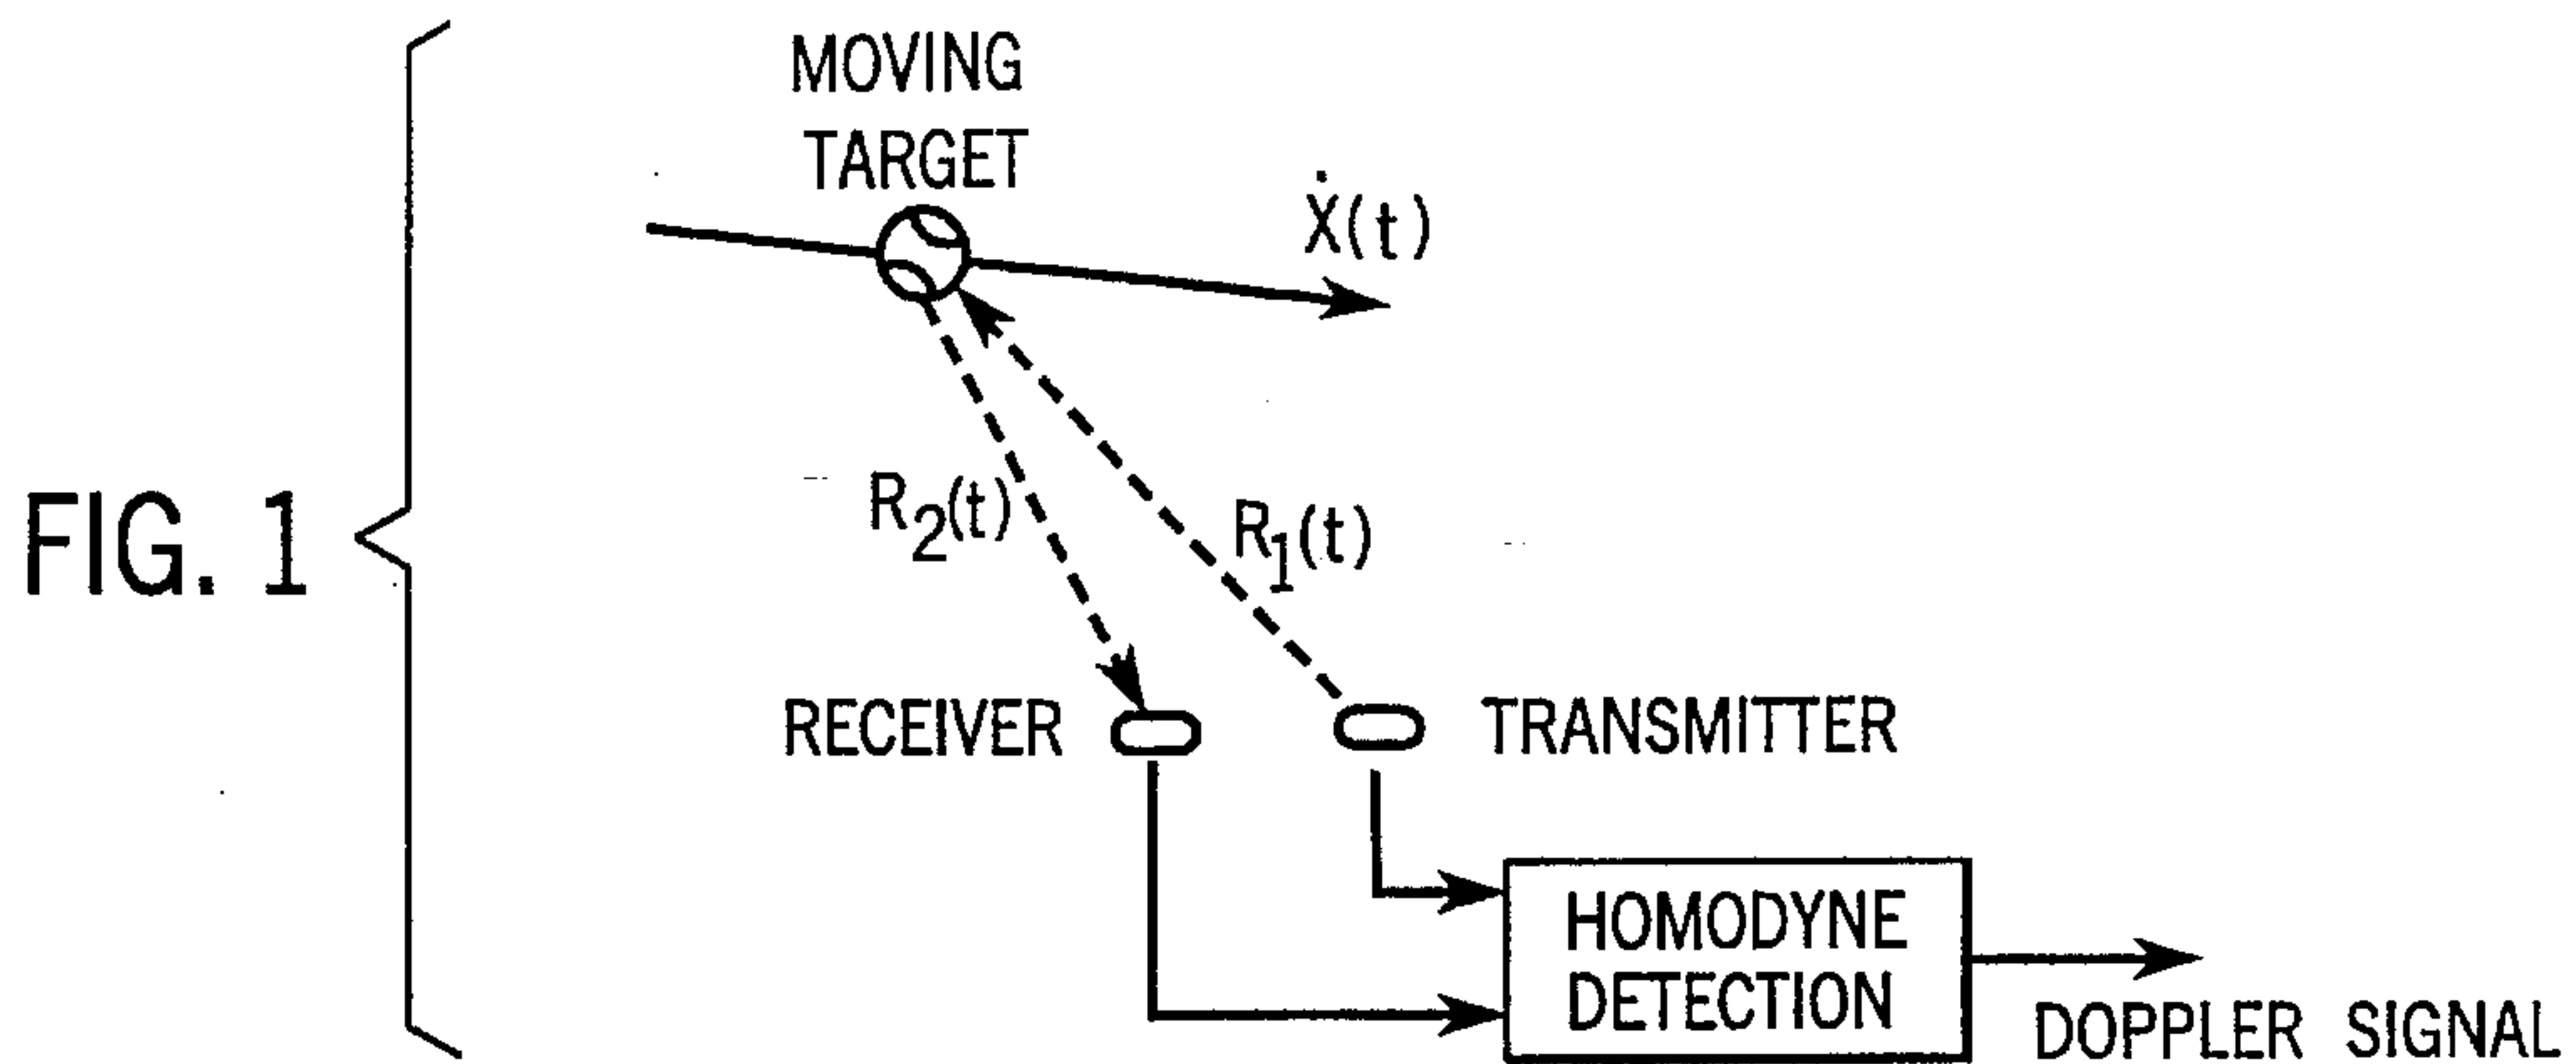 MOVING
TARGET
Ẋ(t)
FIG. 1
R₂(t)
R₁(t)
RECEIVER
TRANSMITTER
HOMODYNE
DETECTION
DOPPLER SIGNAL